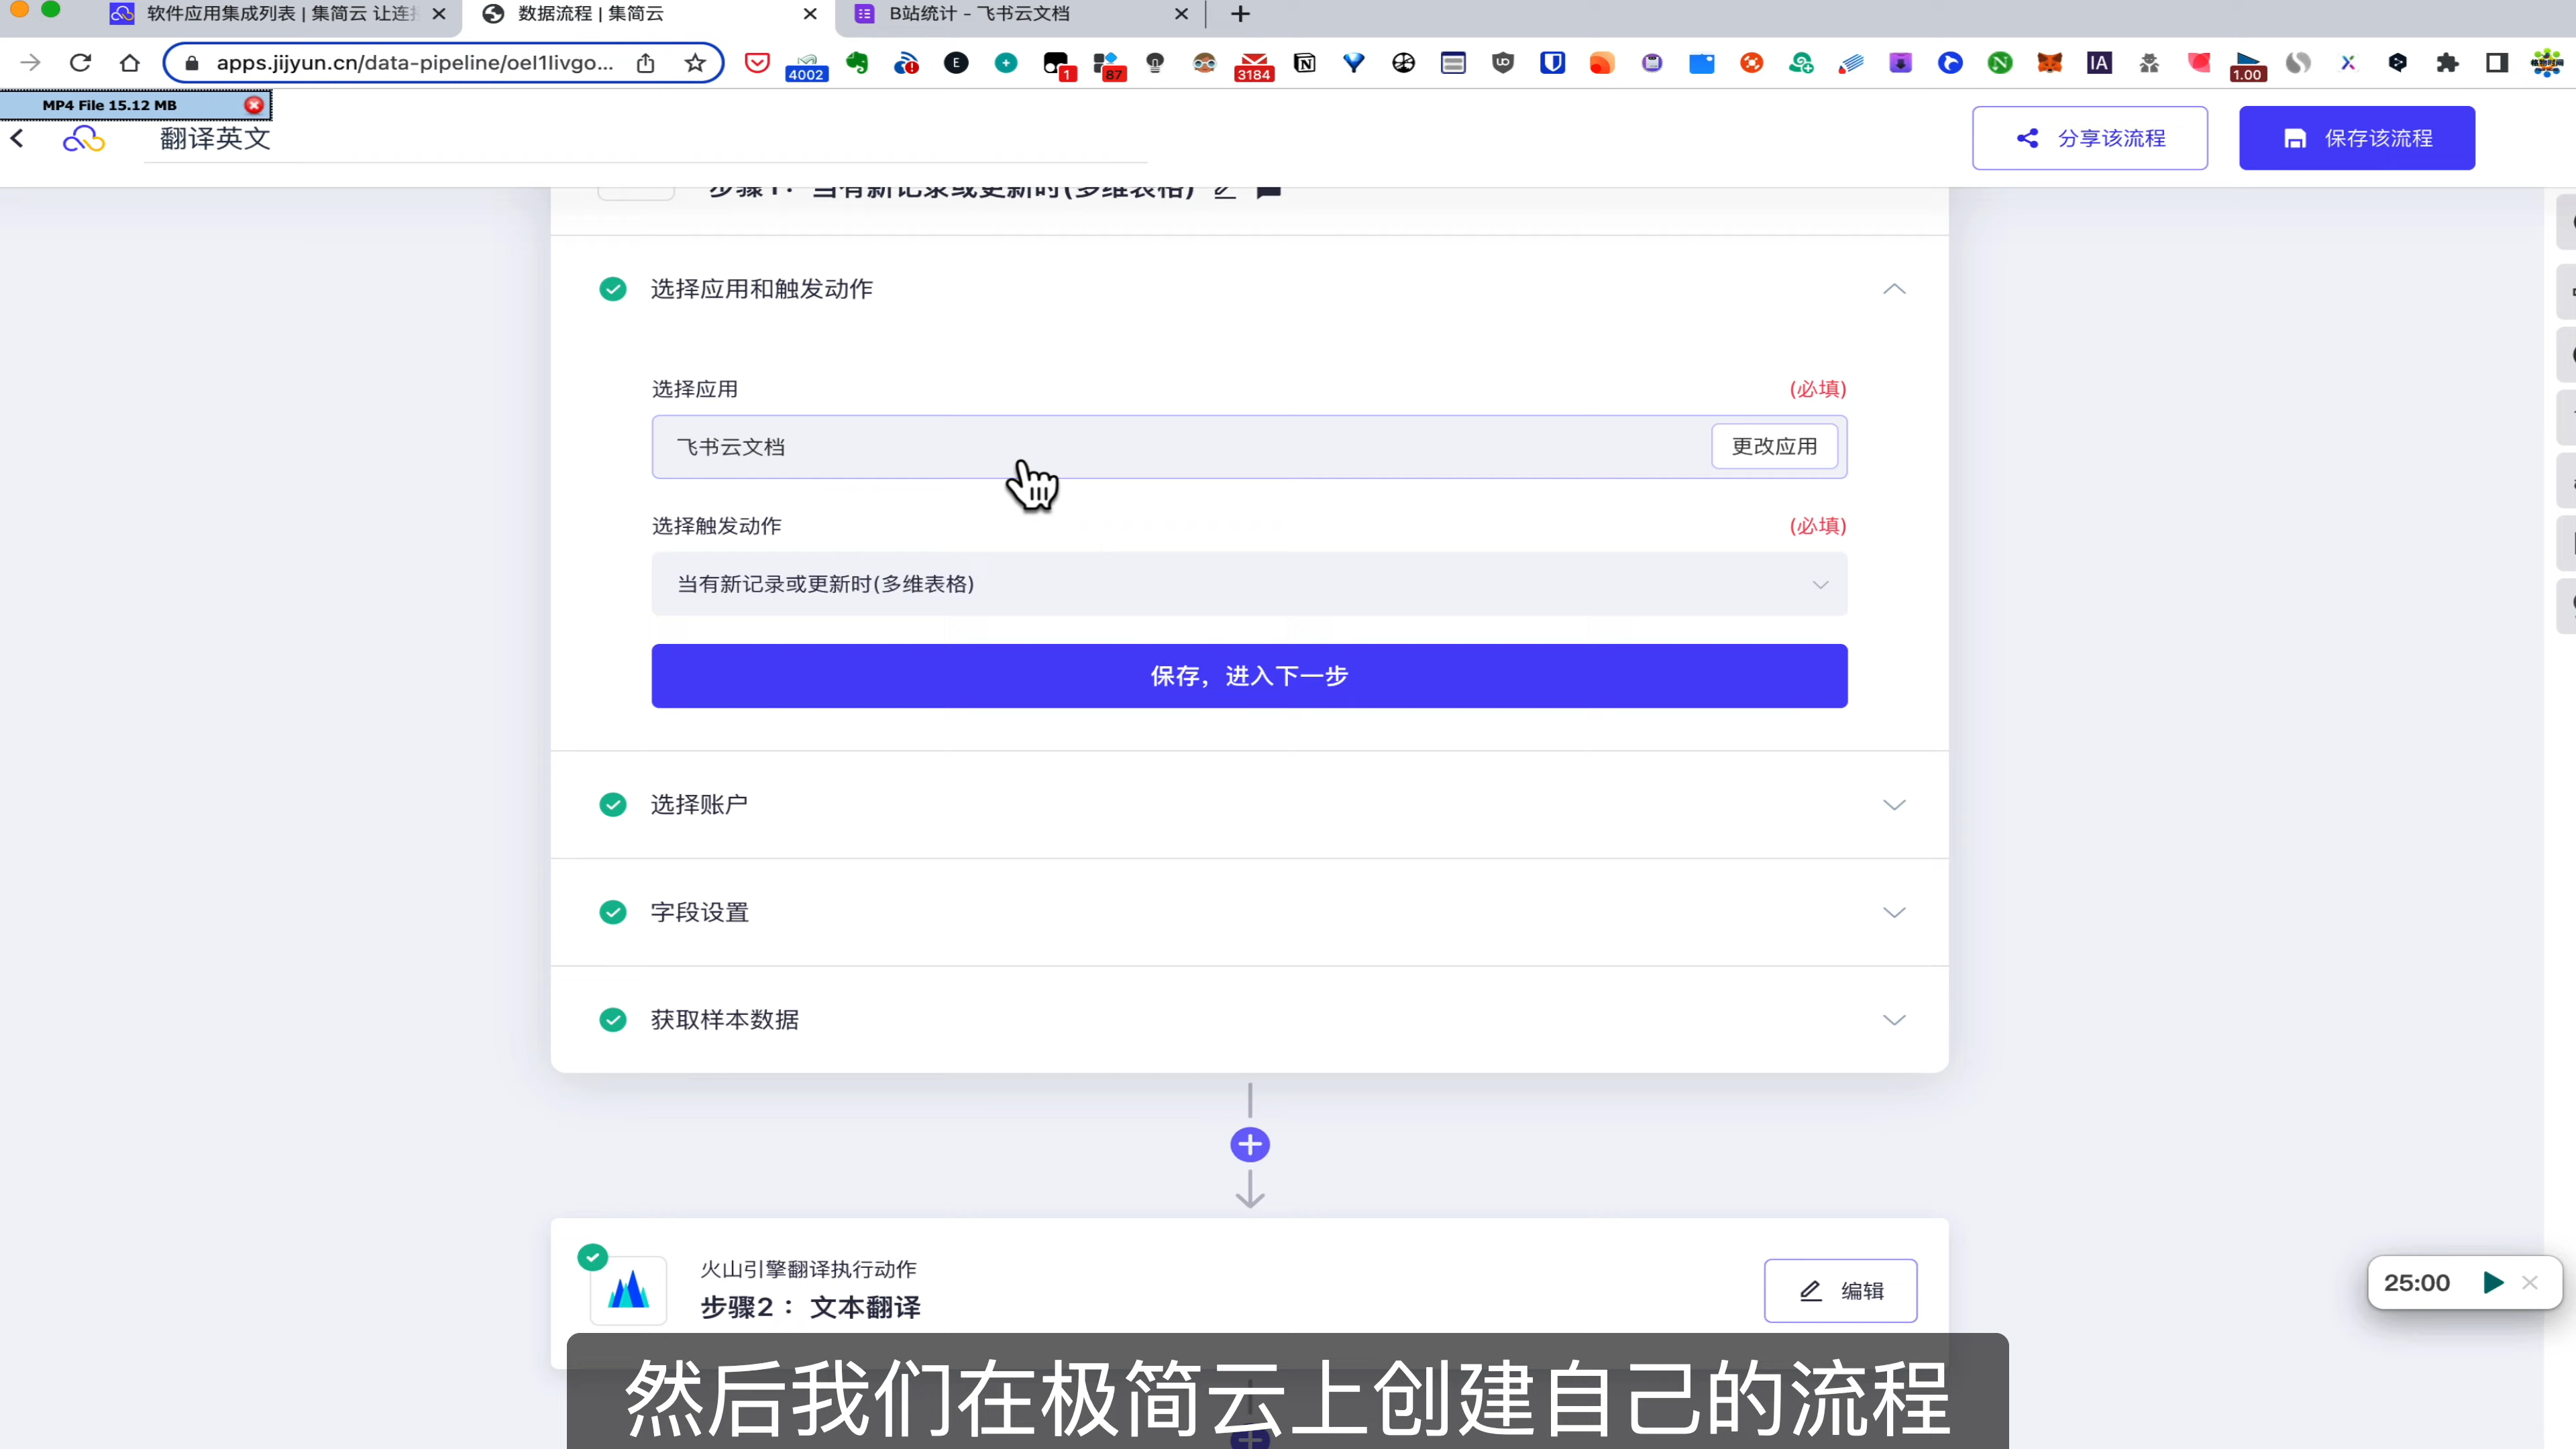 软件应用集成列表 | 集简云 让连接
数据流程 | 集简云
B站统计 - 飞书云文档
apps.jijyun.cn/data-pipeline/oel1livgo...
4002
1
87
3184
1.00
MP4 File 15.12 MB
翻译英文
分享该流程
保存该流程
步骤1： 当有新记录或更新时(多维表格)
选择应用和触发动作
选择应用
(必填)
飞书云文档
更改应用
选择触发动作
(必填)
当有新记录或更新时(多维表格)
保存，进入下一步
选择账户
字段设置
获取样本数据
火山引擎翻译执行动作
步骤2： 文本翻译
编辑
25:00
然后我们在极简云上创建自己的流程